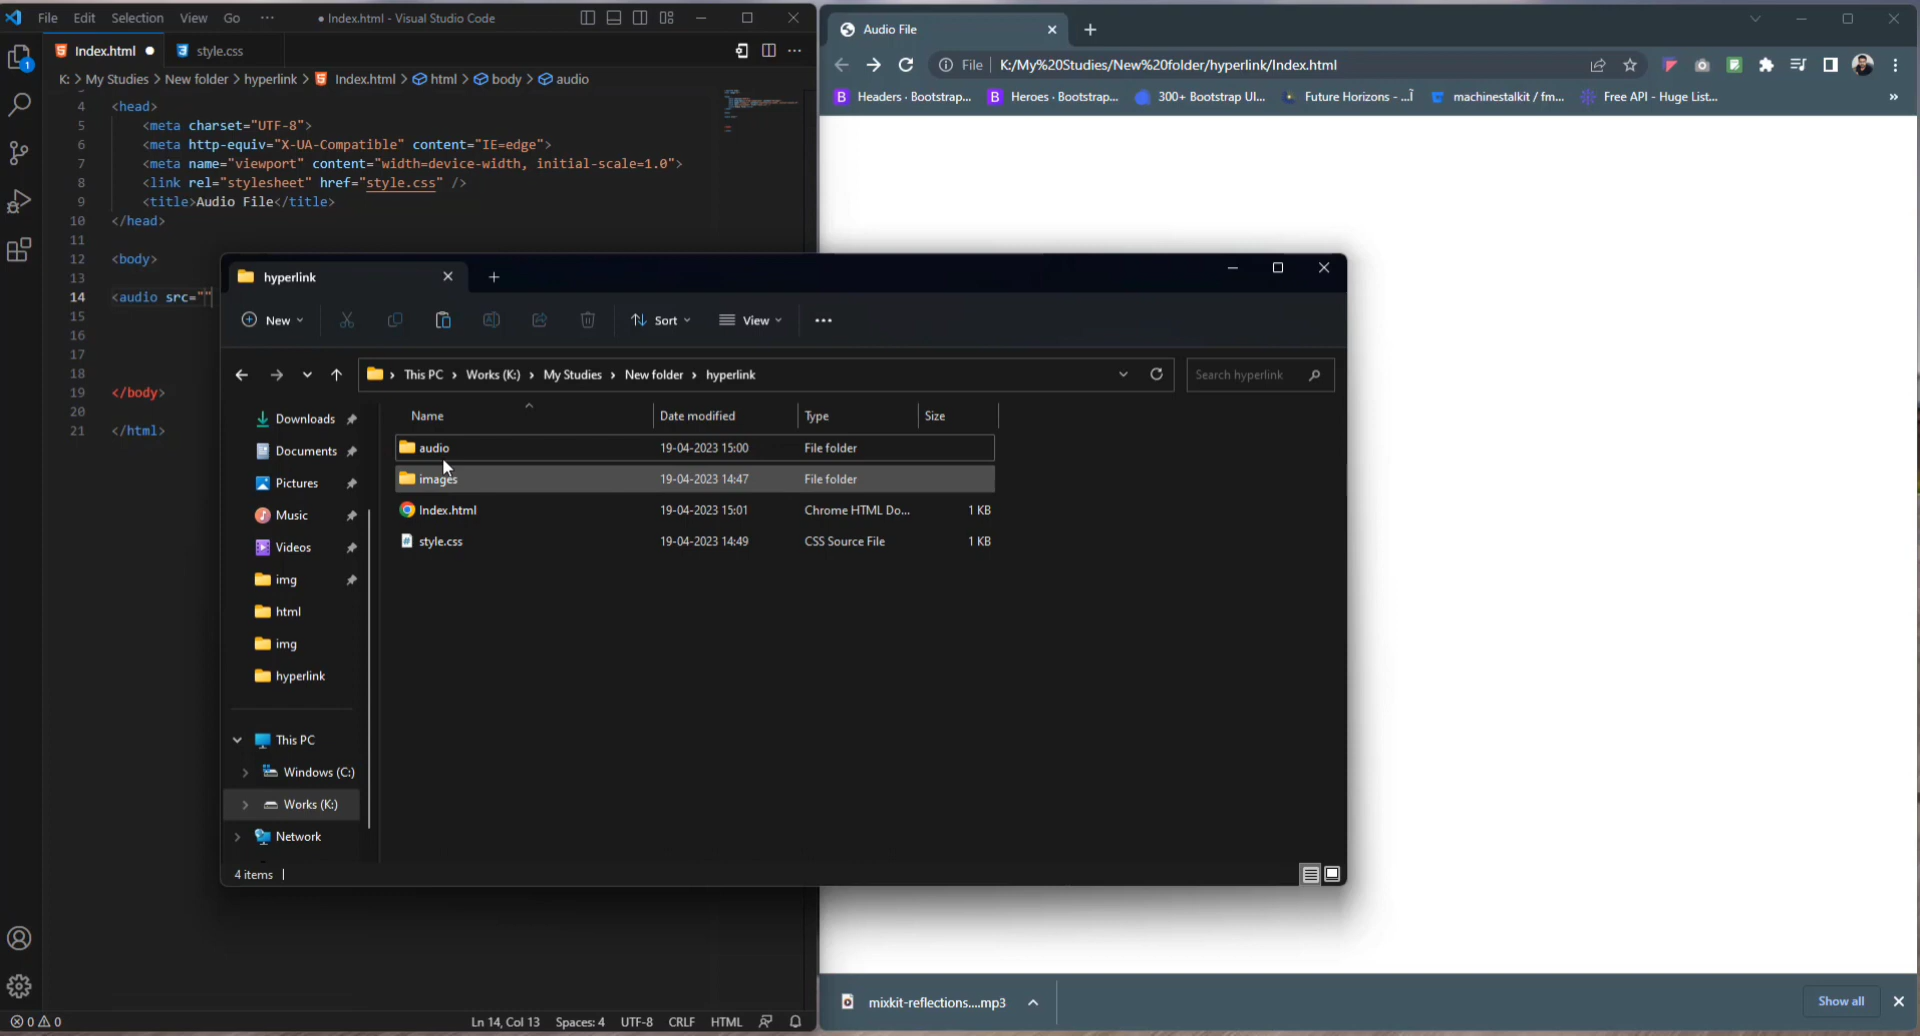 File Edit Selection View Go ··· ● Index.html - Visual Studio Code
Index.html ● style.css
K: > My Studies > New folder > hyperlink > Index.html > html > body > audio
4 <head>
5 <meta charset="UTF-8">
6 <meta http-equiv="X-UA-Compatible" content="IE=edge">
7 <meta name="viewport" content="width=device-width, initial-scale=1.0">
8 <link rel="stylesheet" href="style.css" />
9 <title>Audio File</title>
10 </head>
11
12 <body>
13
14 <audio src=""
15
16
17
18
19 </body>
20
21 </html>
1
Ln 14, Col 13 Spaces: 4 UTF-8 CRLF HTML
0 0
Audio File
File | K:/My%20Studies/New%20folder/hyperlink/Index.html
Headers · Bootstrap... Heroes · Bootstrap... 300+ Bootstrap UI... Future Horizons - ...Î machinestalkit / fm... Free API - Huge List... »
hyperlink
New Sort View ···
This PC > Works (K:) > My Studies > New folder > hyperlink
Search hyperlink
Downloads
Documents
Pictures
Music
Videos
img
html
img
hyperlink
This PC
Windows (C:)
Works (K:)
Network
Name Date modified Type Size
audio 19-04-2023 15:00 File folder
images 19-04-2023 14:47 File folder
Index.html 19-04-2023 15:01 Chrome HTML Do... 1 KB
style.css 19-04-2023 14:49 CSS Source File 1 KB
4 items
mixkit-reflections....mp3
Show all